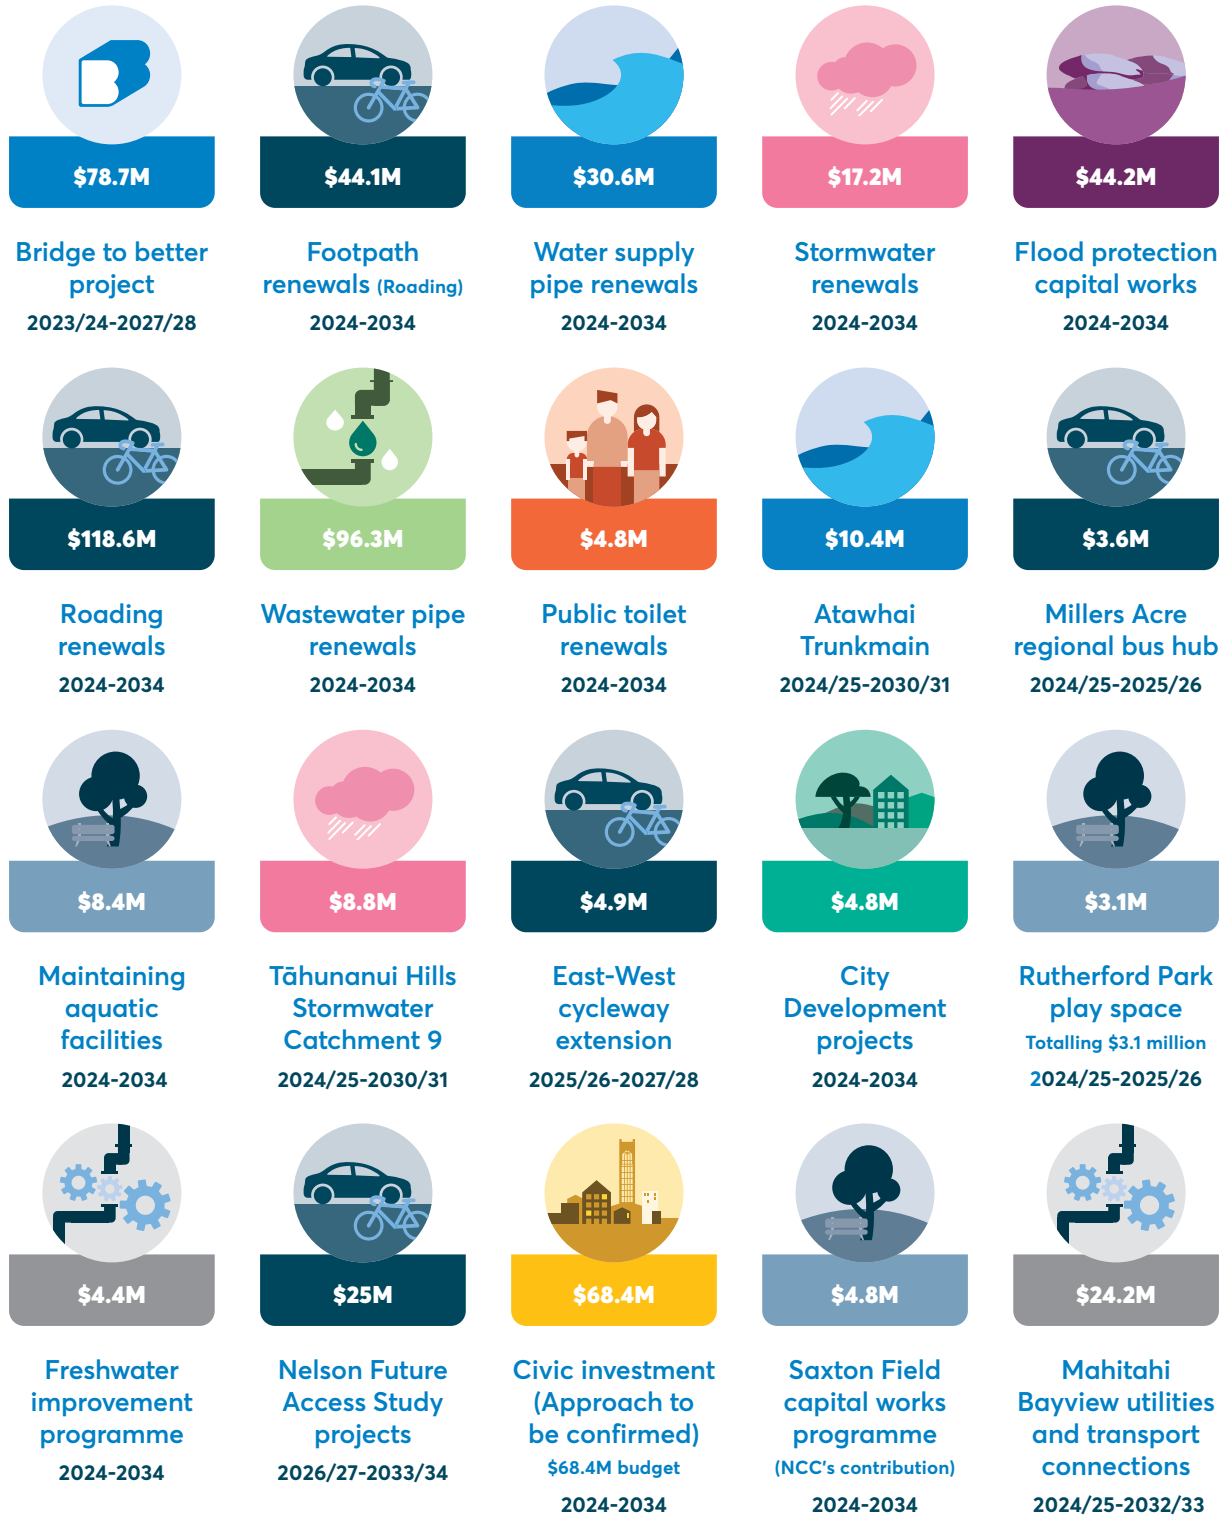 $78.7M
Bridge to better
project
2023/24-2027/28
$44.1M
Footpath
renewals (Roading)
2024-2034
$30.6M
Water supply
pipe renewals
2024-2034
$17.2M
Stormwater
renewals
2024-2034
$44.2M
Flood protection
capital works
2024-2034
$118.6M
Roading
renewals
2024-2034
$96.3M
Wastewater pipe
renewals
2024-2034
$4.8M
Public toilet
renewals
2024-2034
$10.4M
Atawhai
Trunkmain
2024/25-2030/31
$3.6M
Millers Acre
regional bus hub
2024/25-2025/26
$8.4M
Maintaining
aquatic
facilities
2024-2034
$8.8M
Tāhunanui Hills
Stormwater
Catchment 9
2024/25-2030/31
$4.9M
East-West
cycleway
extension
2025/26-2027/28
$4.8M
City
Development
projects
2024-2034
$3.1M
Rutherford Park
play space
Totalling $3.1 million
2024/25-2025/26
$4.4M
Freshwater
improvement
programme
2024-2034
$25M
Nelson Future
Access Study
projects
2026/27-2033/34
$68.4M
Civic investment
(Approach to
be confirmed)
$68.4M budget
2024-2034
$4.8M
Saxton Field
capital works
programme
(NCC's contribution)
2024-2034
$24.2M
Mahitahi
Bayview utilities
and transport
connections
2024/25-2032/33